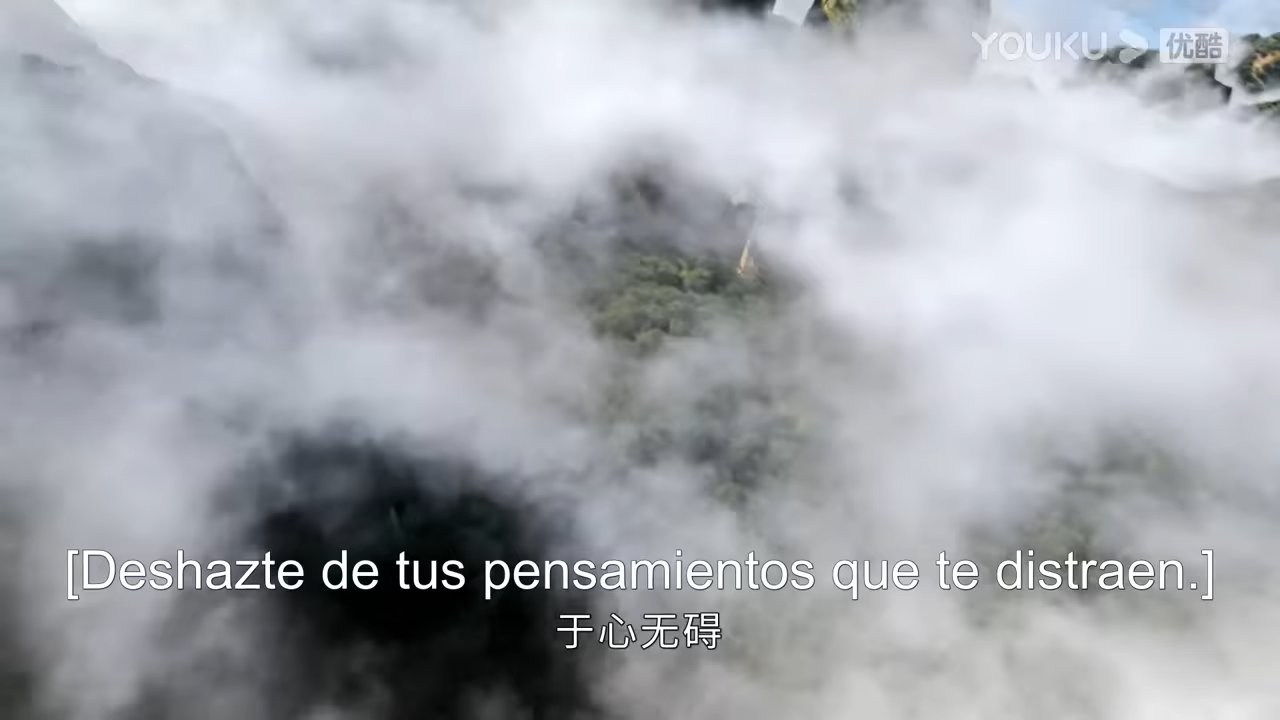 YOUKU 优酷
[Deshazte de tus pensamientos que te distraen.]
于心无碍